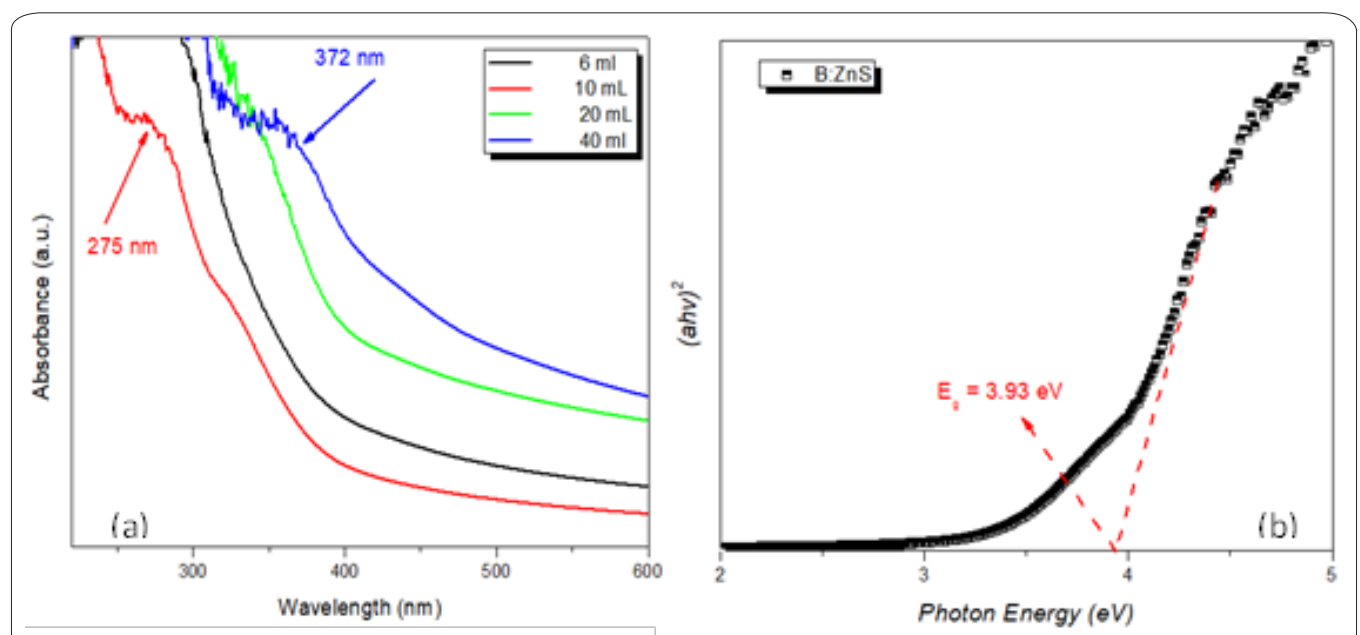 372 nm
6 ml
10 mL
20 mL
40 ml
275 nm
Absorbance (a.u.)
(a)
300
400
500
600
Wavelength (nm)
B:ZnS
(ahv)²
E_g = 3.93 eV
(b)
2
3
4
5
Photon Energy (eV)